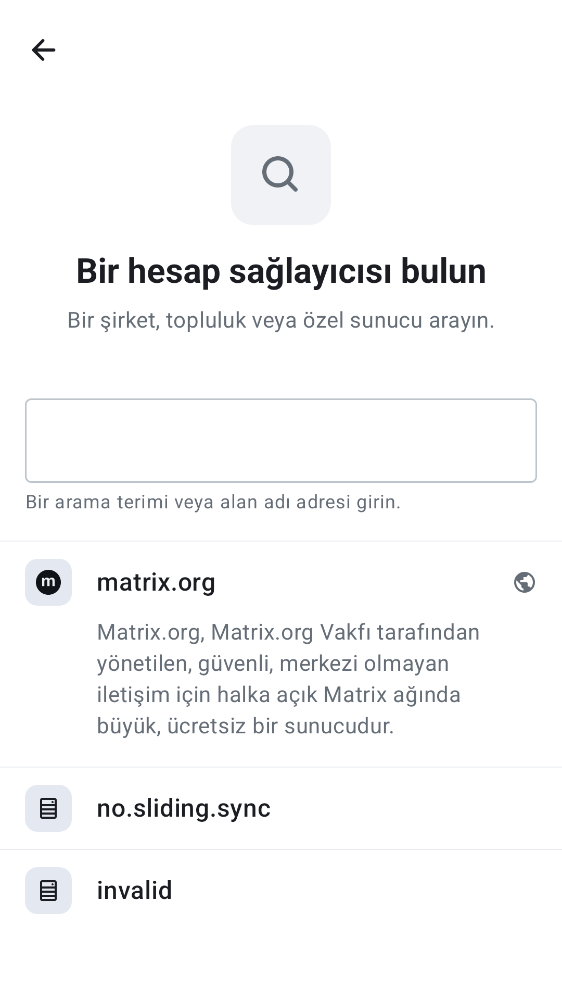 Bir hesap sağlayıcısı bulun
Bir şirket, topluluk veya özel sunucu arayın.
Bir arama terimi veya alan adı adresi girin.
m
matrix.org
Matrix.org, Matrix.org Vakfı tarafından
yönetilen, güvenli, merkezi olmayan
iletişim için halka açık Matrix ağında
büyük, ücretsiz bir sunucudur.
no.sliding.sync
invalid